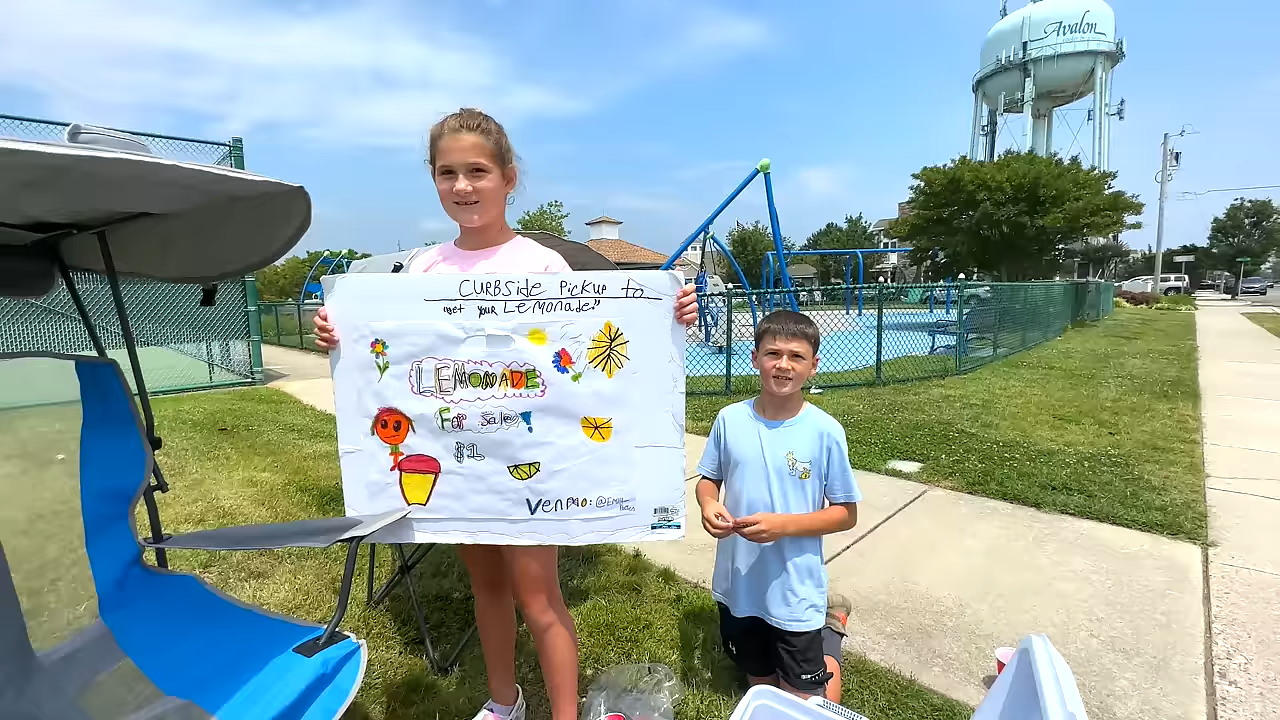 Avalon
CURBSide PickUP to
get YOUR LeMONade!!
LEMONADE
For Sale!
$1
Venmo: